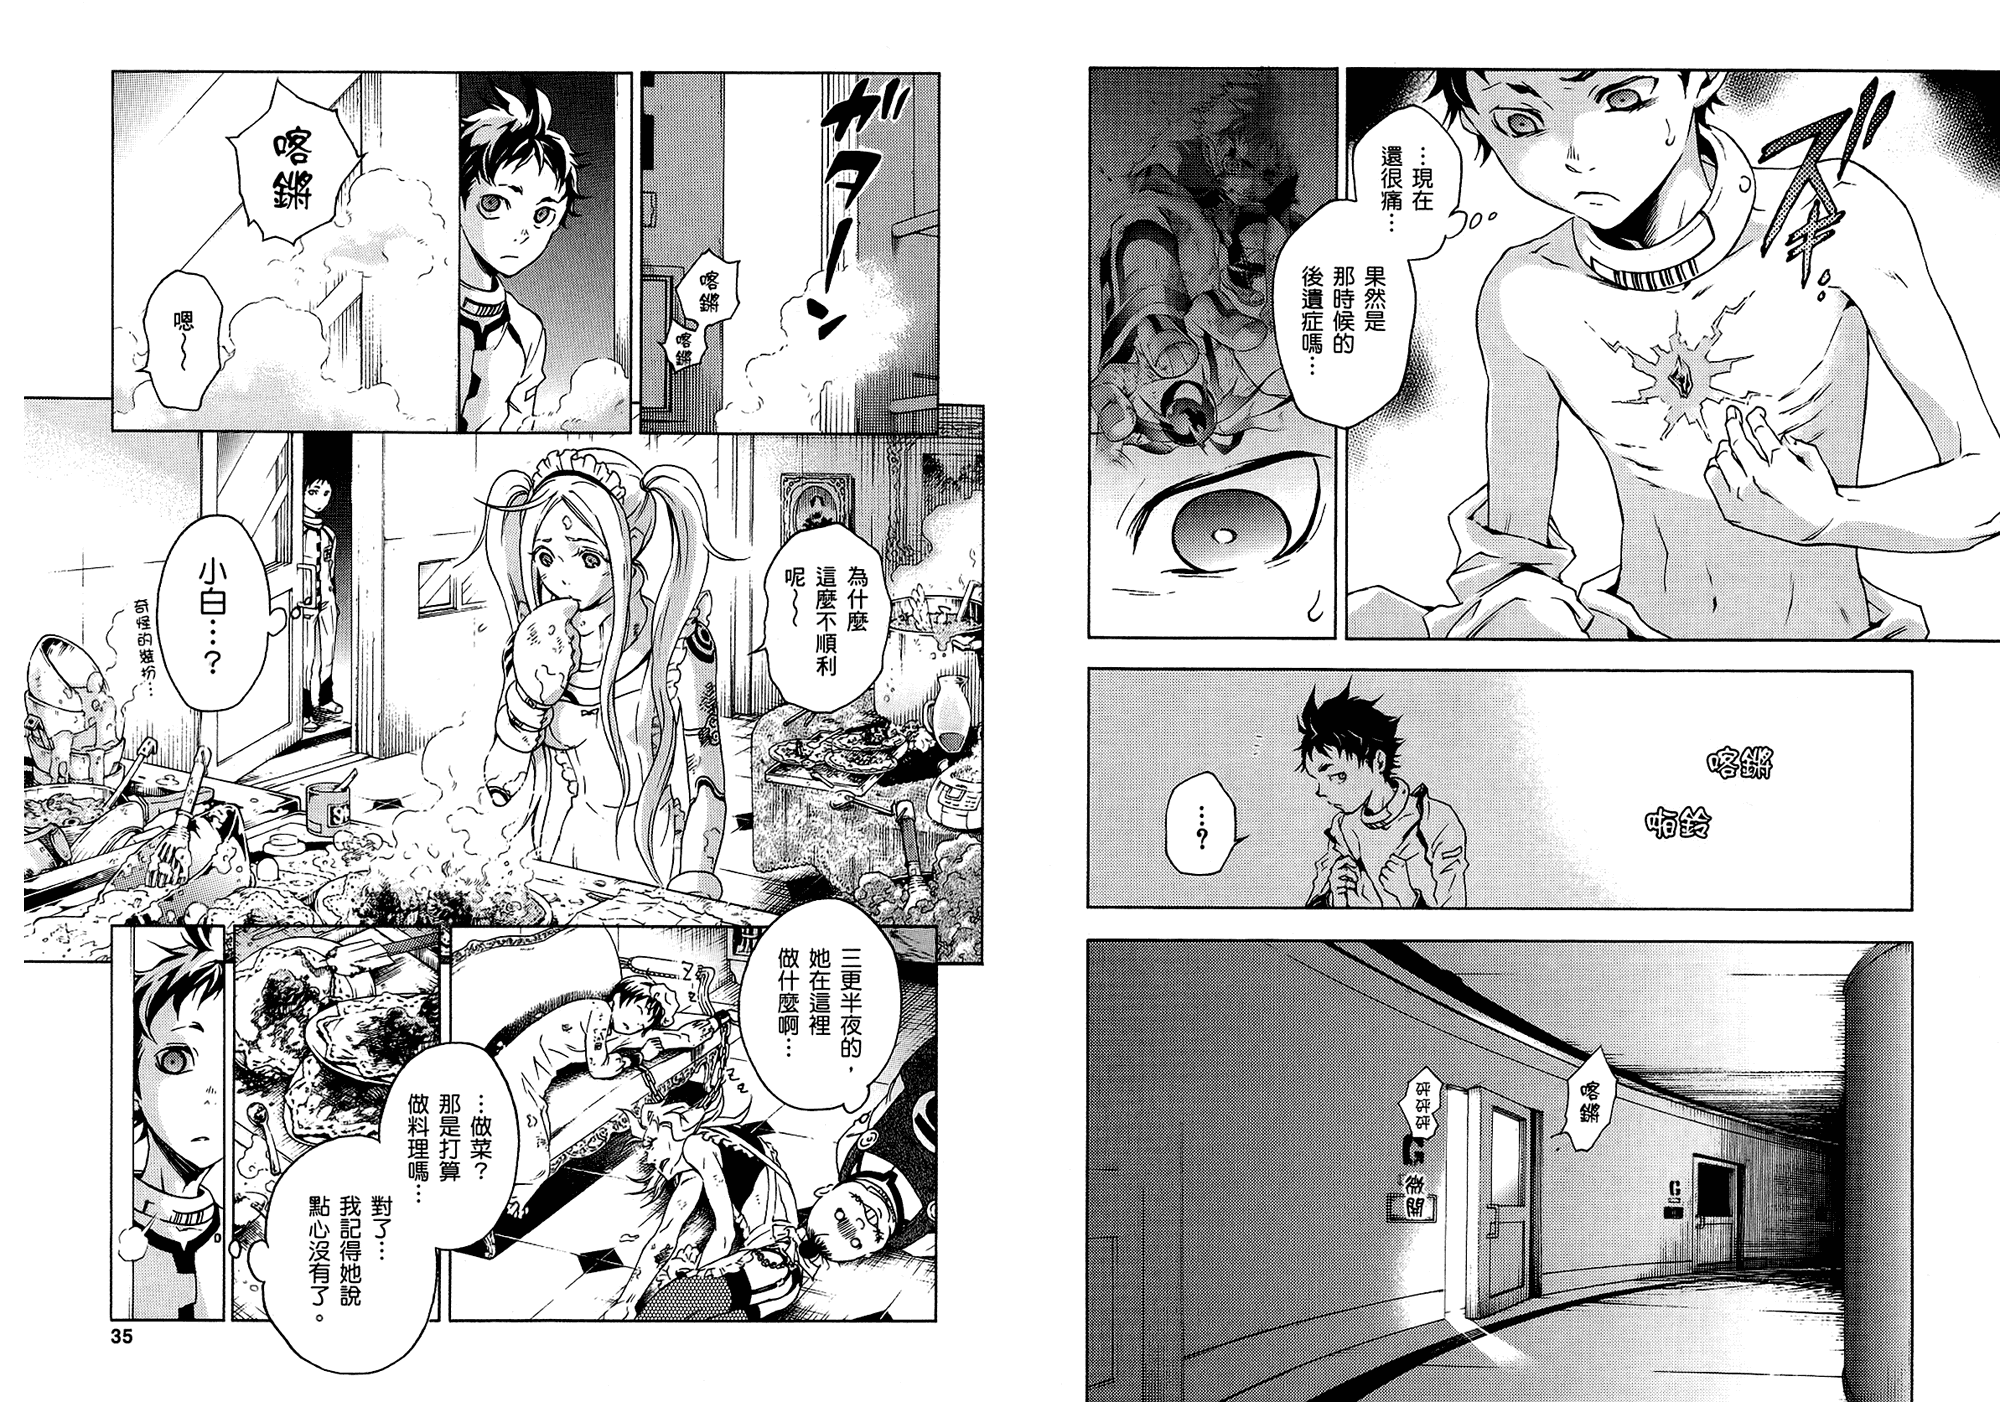 …現在
還很痛…
ズキ…
果然是
那時候的
後遺症嗎…
喀鏘
啪鈴
…?
喀鏘
砰砰砰
G
微開
G
ガターン
喀鏘
喀鏘
喀鏘
嗯～
為什麼
這麼不順利
呢～
小白…?
奇怪的裝扮…
三更半夜的,
她在這裡
做什麼啊…
…做菜?
那是打算
做料理嗎…
對了…
我記得她說
點心沒有了。
35